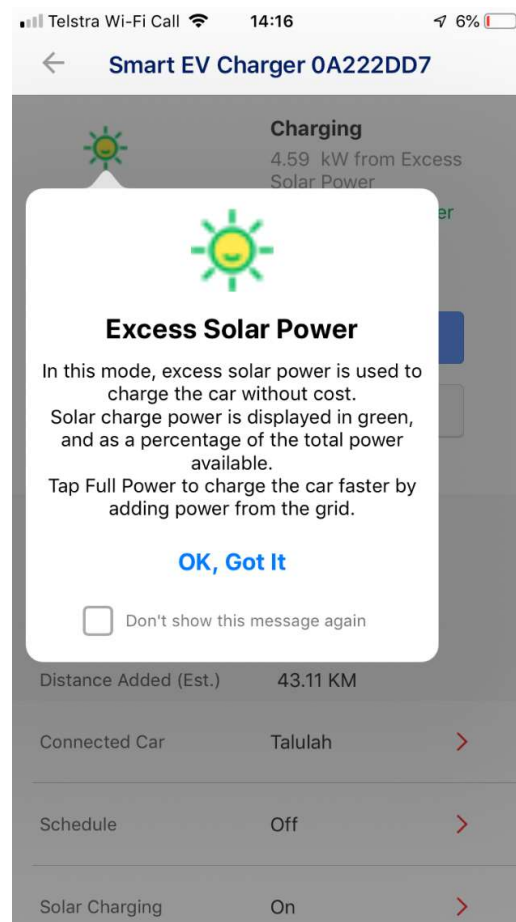 Telstra Wi-Fi Call 14:16 6%
Smart EV Charger 0A222DD7
Charging
4.59 kW from Excess
Solar Power
er
Excess Solar Power
In this mode, excess solar power is used to
charge the car without cost.
Solar charge power is displayed in green,
and as a percentage of the total power
available.
Tap Full Power to charge the car faster by
adding power from the grid.
OK, Got It
Don't show this message again
Distance Added (Est.) 43.11 KM
Connected Car Talulah
Schedule Off
Solar Charging On